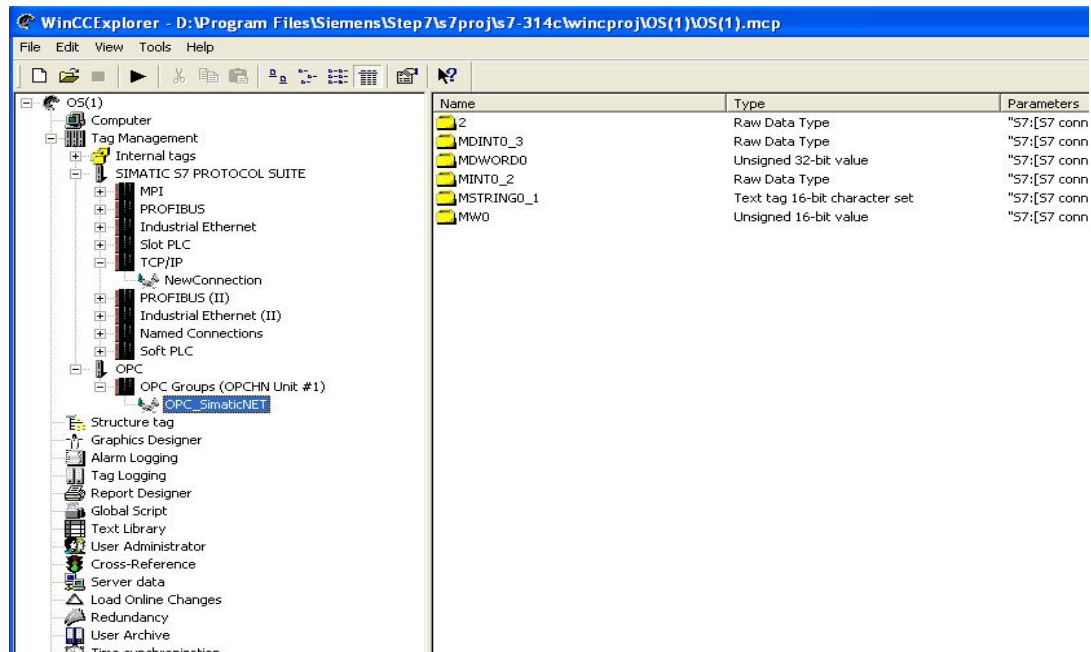 WinCCExplorer - D:\Program Files\Siemens\Step7\s7proj\s7-314c\wincproj\OS(1)\OS(1).mcp
File Edit View Tools Help
OS(1)
Computer
Tag Management
Internal tags
SIMATIC S7 PROTOCOL SUITE
MPI
PROFIBUS
Industrial Ethernet
Slot PLC
TCP/IP
NewConnection
PROFIBUS (II)
Industrial Ethernet (II)
Named Connections
Soft PLC
OPC
OPC Groups (OPCHN Unit #1)
OPC_SimaticNET
Structure tag
Graphics Designer
Alarm Logging
Tag Logging
Report Designer
Global Script
Text Library
User Administrator
Cross-Reference
Server data
Load Online Changes
Redundancy
User Archive
Time synchronization
Name Type Parameters
2 Raw Data Type "S7:[S7 conn
MDINT0_3 Raw Data Type "S7:[S7 conn
MDWORD0 Unsigned 32-bit value "S7:[S7 conn
MINT0_2 Raw Data Type "S7:[S7 conn
MSTRING0_1 Text tag 16-bit character set "S7:[S7 conn
MW0 Unsigned 16-bit value "S7:[S7 conn